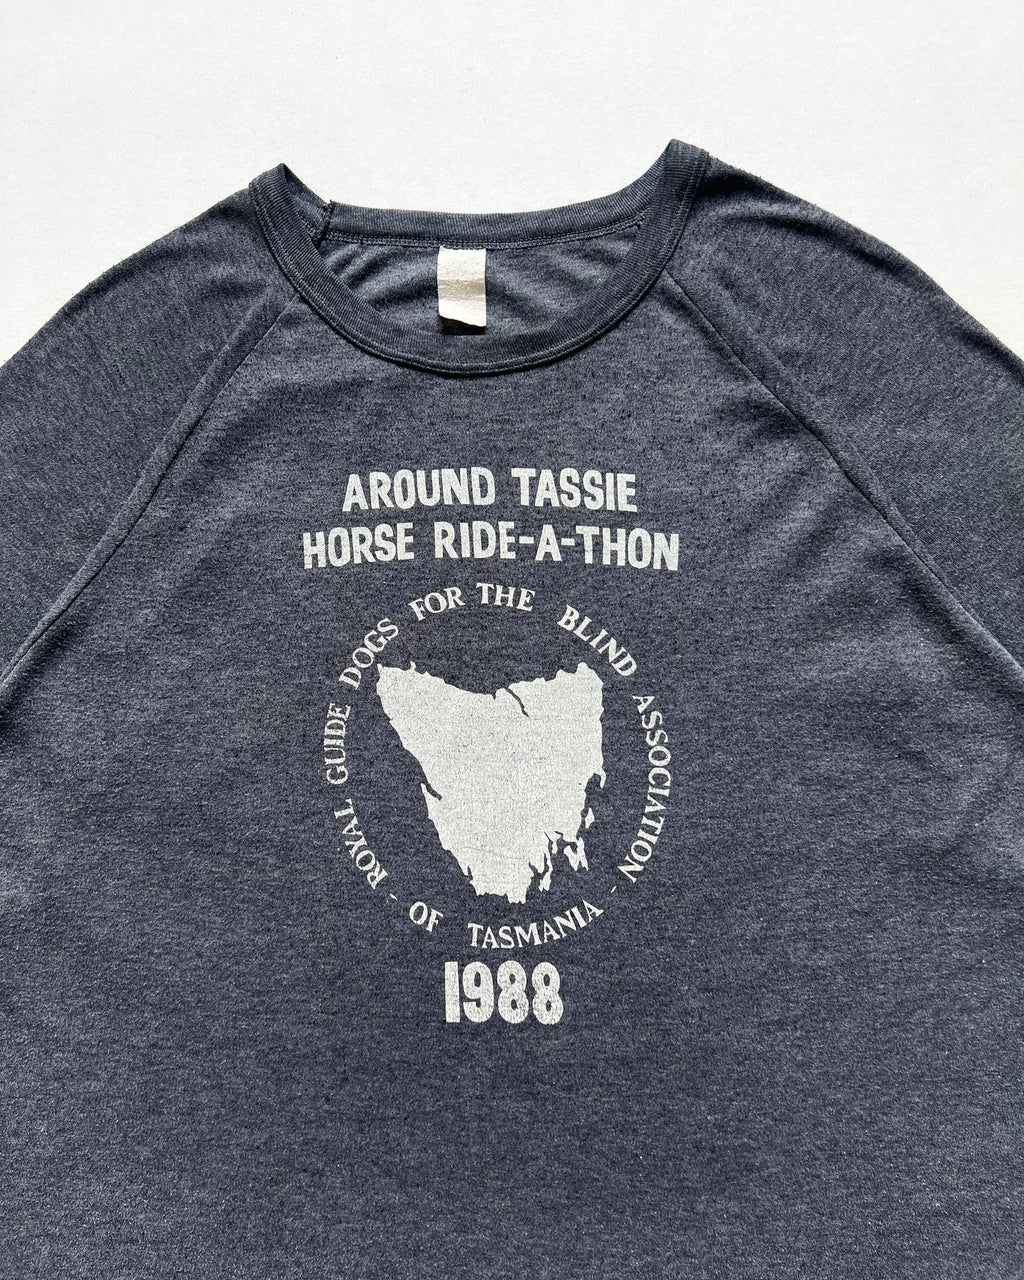 AROUND TASSIE
HORSE RIDE-A-THON
ROYAL GUIDE DOGS FOR THE BLIND ASSOCIATION
- OF TASMANIA -
1988